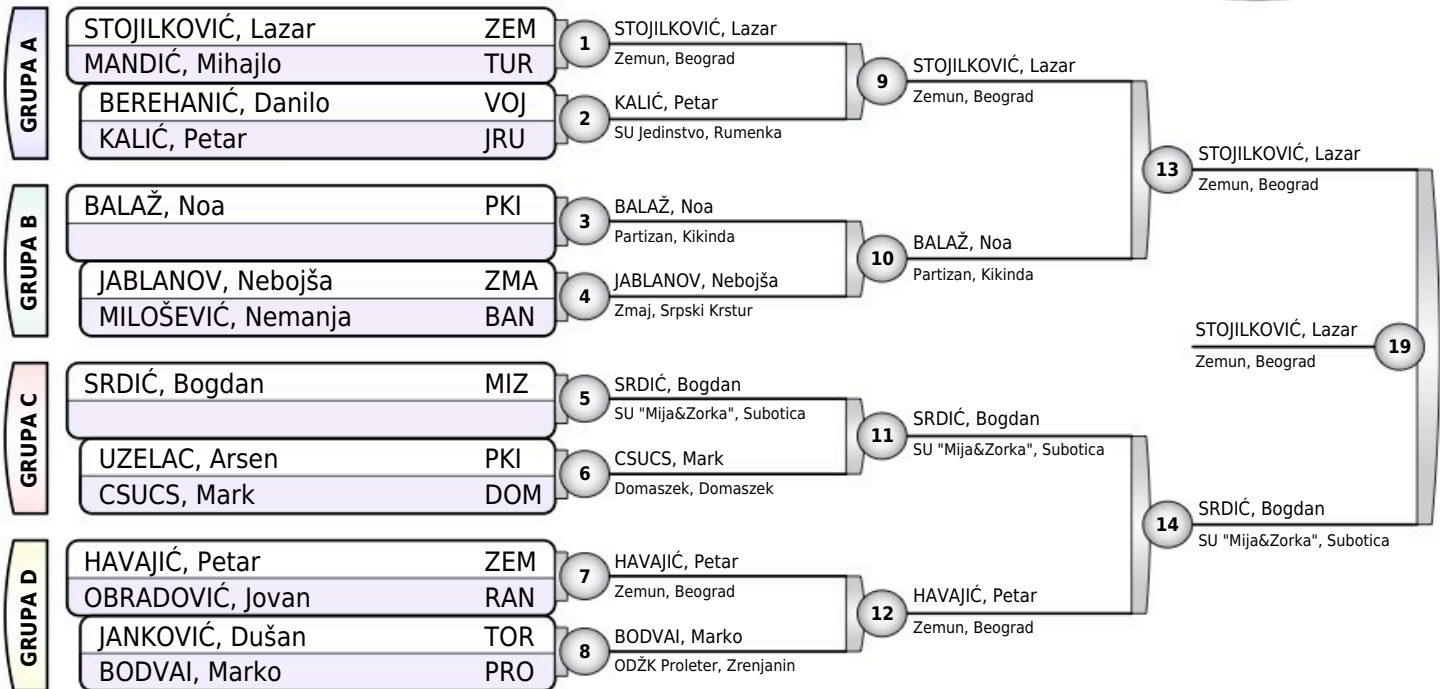 GRUPA A
STOJILKOVIĆ, Lazar ZEM
MANDIĆ, Mihajlo TUR
BEREHANIĆ, Danilo VOJ
KALIĆ, Petar JRU
GRUPA B
BALAŽ, Noa PKI
JABLANOV, Nebojša ZMA
MILOŠEVIĆ, Nemanja BAN
GRUPA C
SRDIĆ, Bogdan MIZ
UZELAC, Arsen PKI
CSUCS, Mark DOM
GRUPA D
HAVAJIĆ, Petar ZEM
OBRADOVIĆ, Jovan RAN
JANKOVIĆ, Dušan TOR
BODVAI, Marko PRO
1
STOJILKOVIĆ, Lazar
Zemun, Beograd
2
KALIĆ, Petar
SU Jedinstvo, Rumenka
3
BALAŽ, Noa
Partizan, Kikinda
4
JABLANOV, Nebojša
Zmaj, Srpski Krstur
5
SRDIĆ, Bogdan
SU "Mija&Zorka", Subotica
6
CSUCS, Mark
Domaszek, Domaszek
7
HAVAJIĆ, Petar
Zemun, Beograd
8
BODVAI, Marko
ODŽK Proleter, Zrenjanin
9
STOJILKOVIĆ, Lazar
Zemun, Beograd
10
BALAŽ, Noa
Partizan, Kikinda
11
SRDIĆ, Bogdan
SU "Mija&Zorka", Subotica
12
HAVAJIĆ, Petar
Zemun, Beograd
13
STOJILKOVIĆ, Lazar
Zemun, Beograd
14
SRDIĆ, Bogdan
SU "Mija&Zorka", Subotica
STOJILKOVIĆ, Lazar
Zemun, Beograd
19